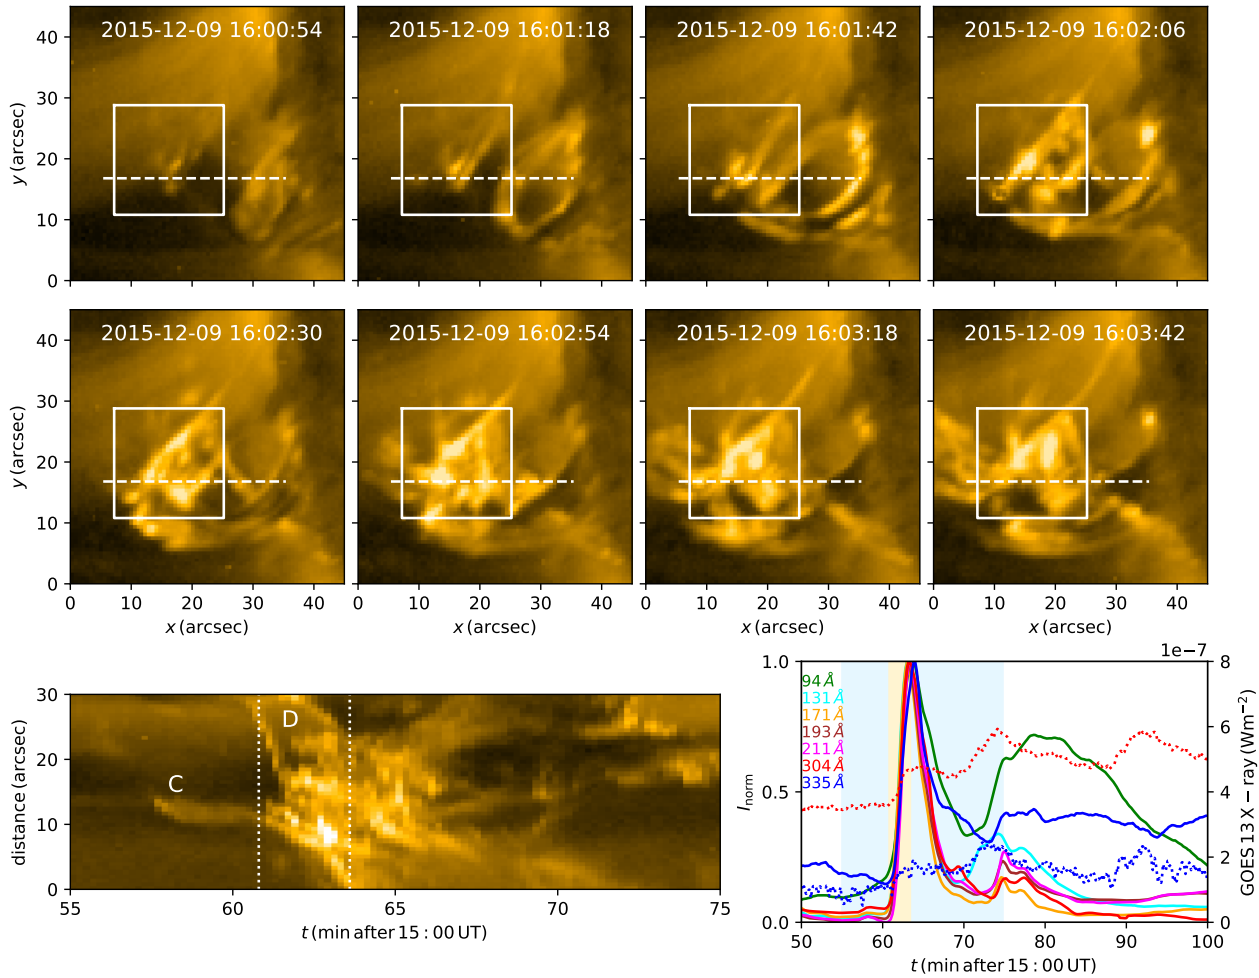 2015-12-09 16:00:54
2015-12-09 16:01:18
2015-12-09 16:01:42
2015-12-09 16:02:06
40
30
20
10
0
y (arcsec)
2015-12-09 16:02:30
2015-12-09 16:02:54
2015-12-09 16:03:18
2015-12-09 16:03:42
40
30
20
10
0
y (arcsec)
0 10 20 30 40
0 10 20 30 40
0 10 20 30 40
0 10 20 30 40
x (arcsec)
x (arcsec)
x (arcsec)
x (arcsec)
30
20
10
0
distance (arcsec)
C
D
55 60 65 70 75
t (min after 15 : 00 UT)
1e−7
1.0
0.5
0.0
I_norm
94 Å
131 Å
171 Å
193 Å
211 Å
304 Å
335 Å
8
6
4
2
0
GOES 13 X − ray (Wm⁻²)
50 60 70 80 90 100
t (min after 15 : 00 UT)